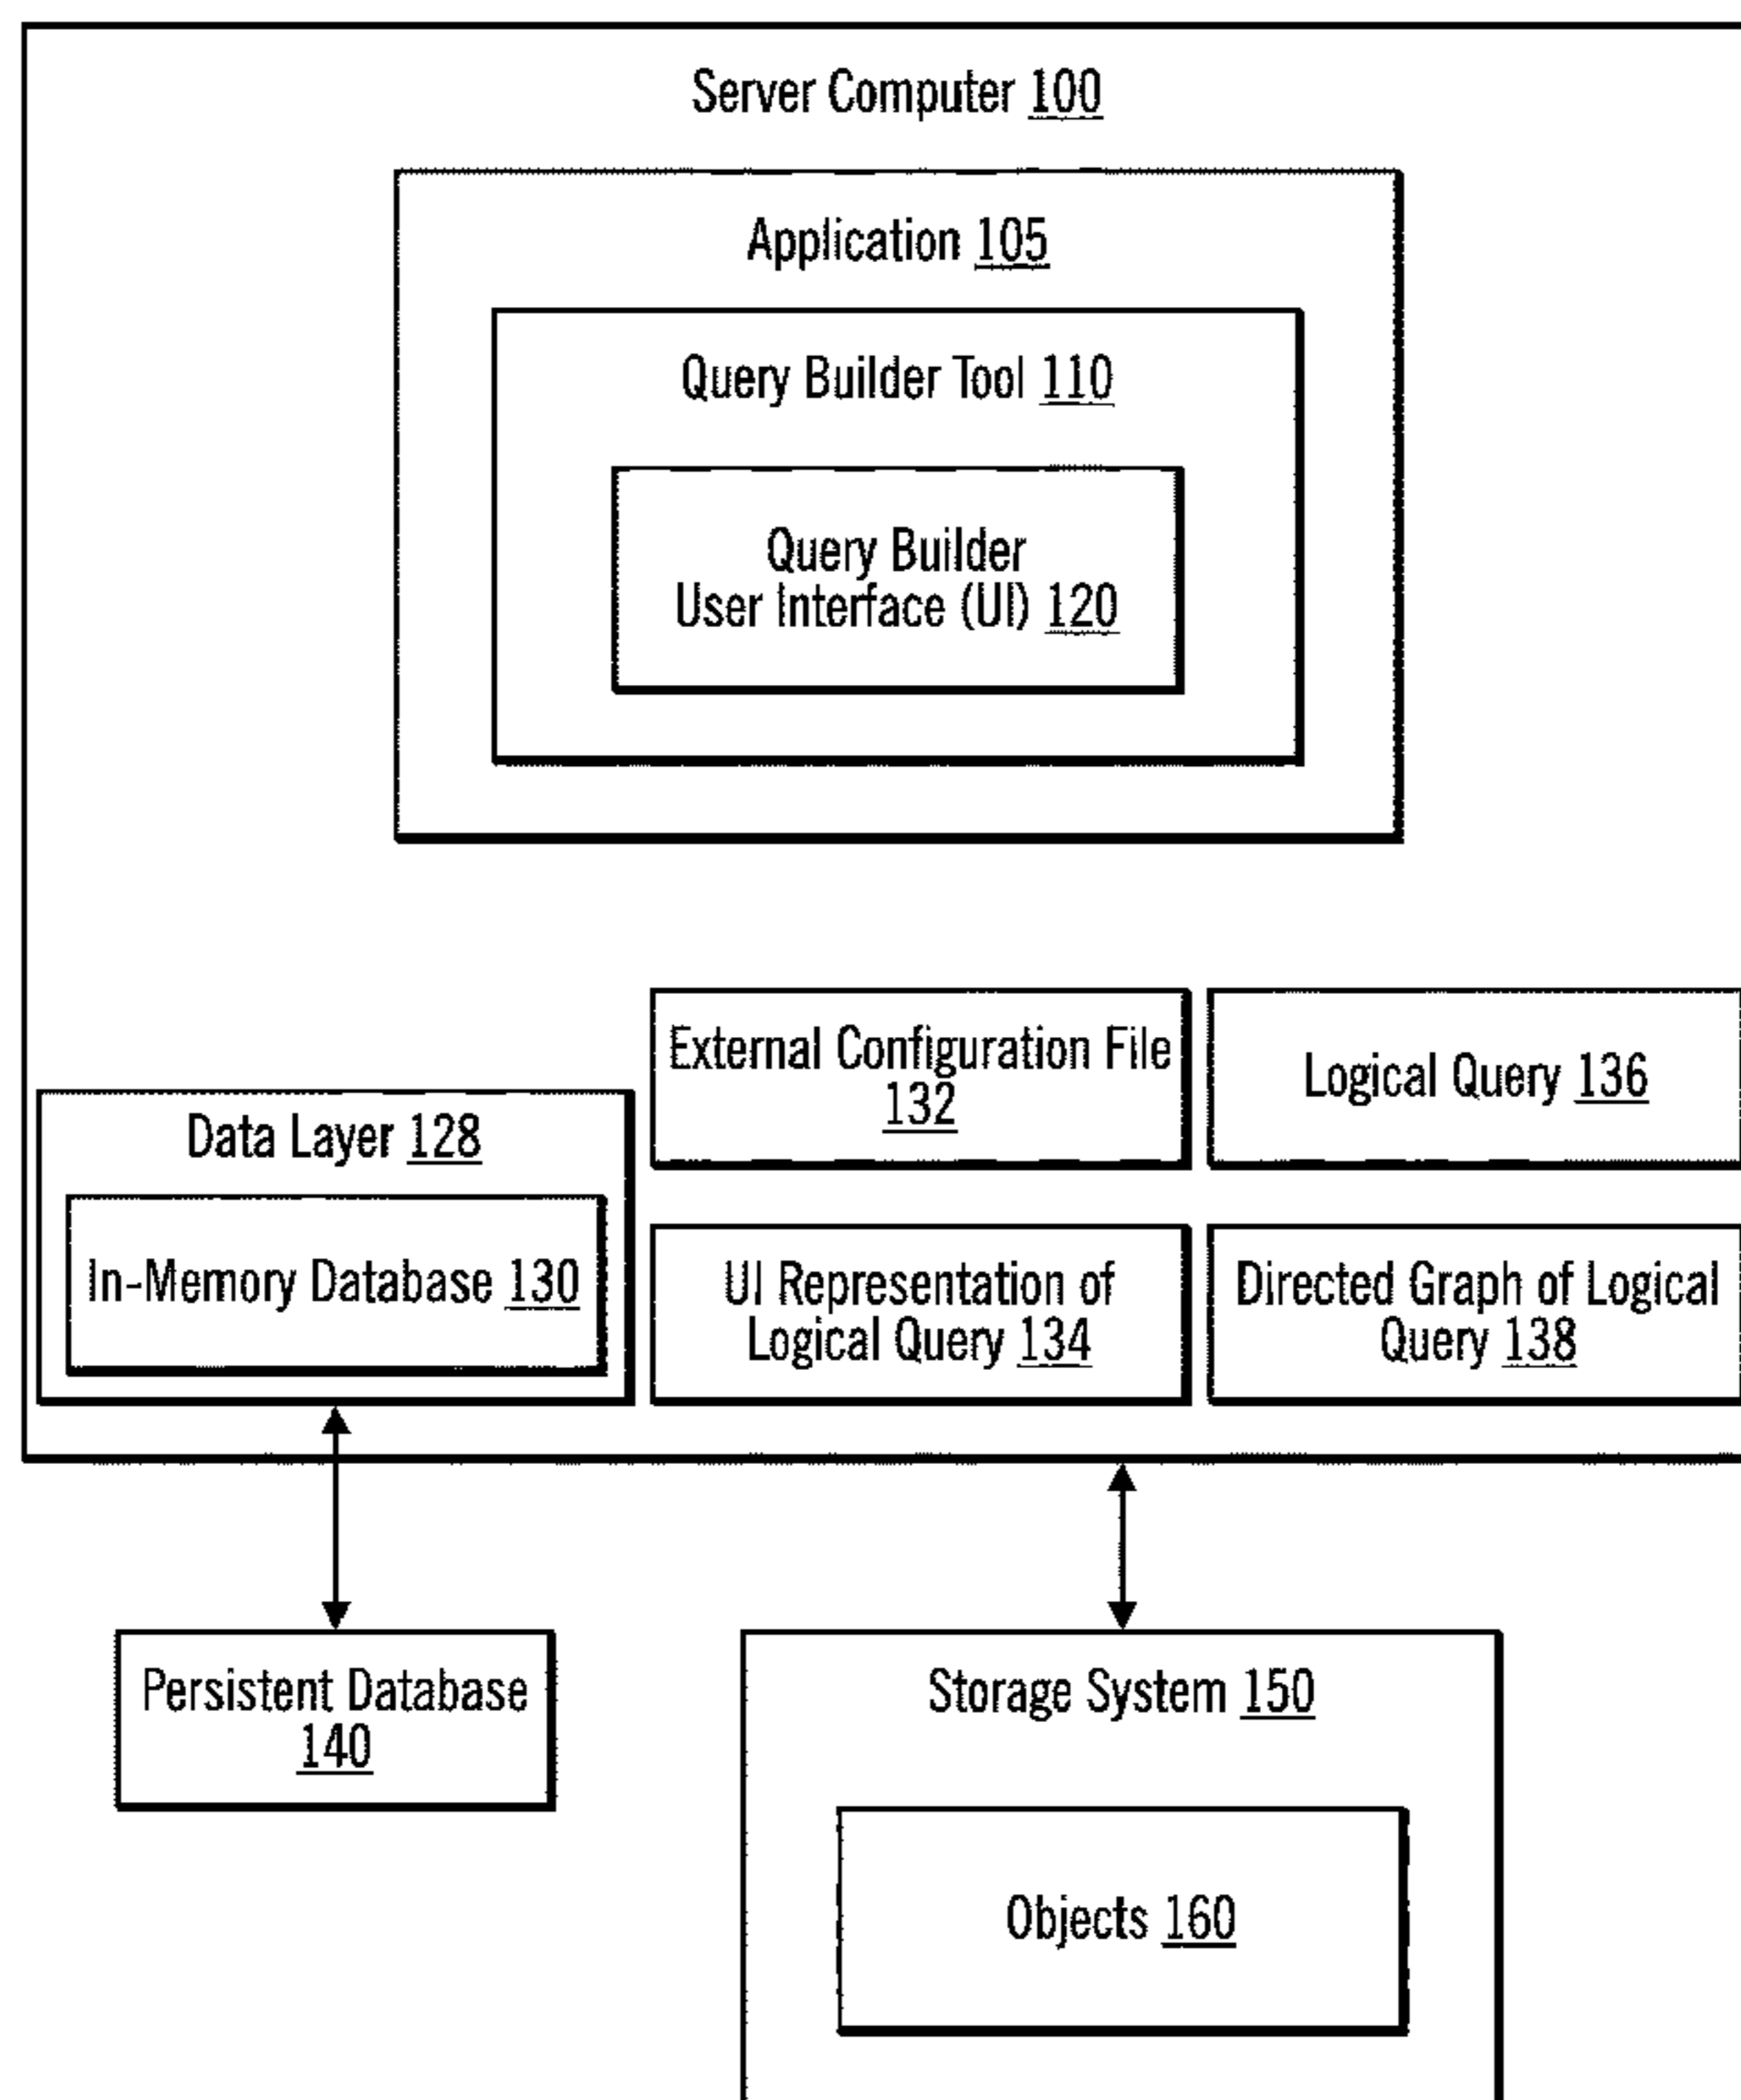 Server Computer 100
Application 105
Query Builder Tool 110
Query Builder
User Interface (UI) 120
External Configuration File
132
Logical Query 136
Data Layer 128
In-Memory Database 130
UI Representation of
Logical Query 134
Directed Graph of Logical
Query 138
Persistent Database
140
Storage System 150
Objects 160